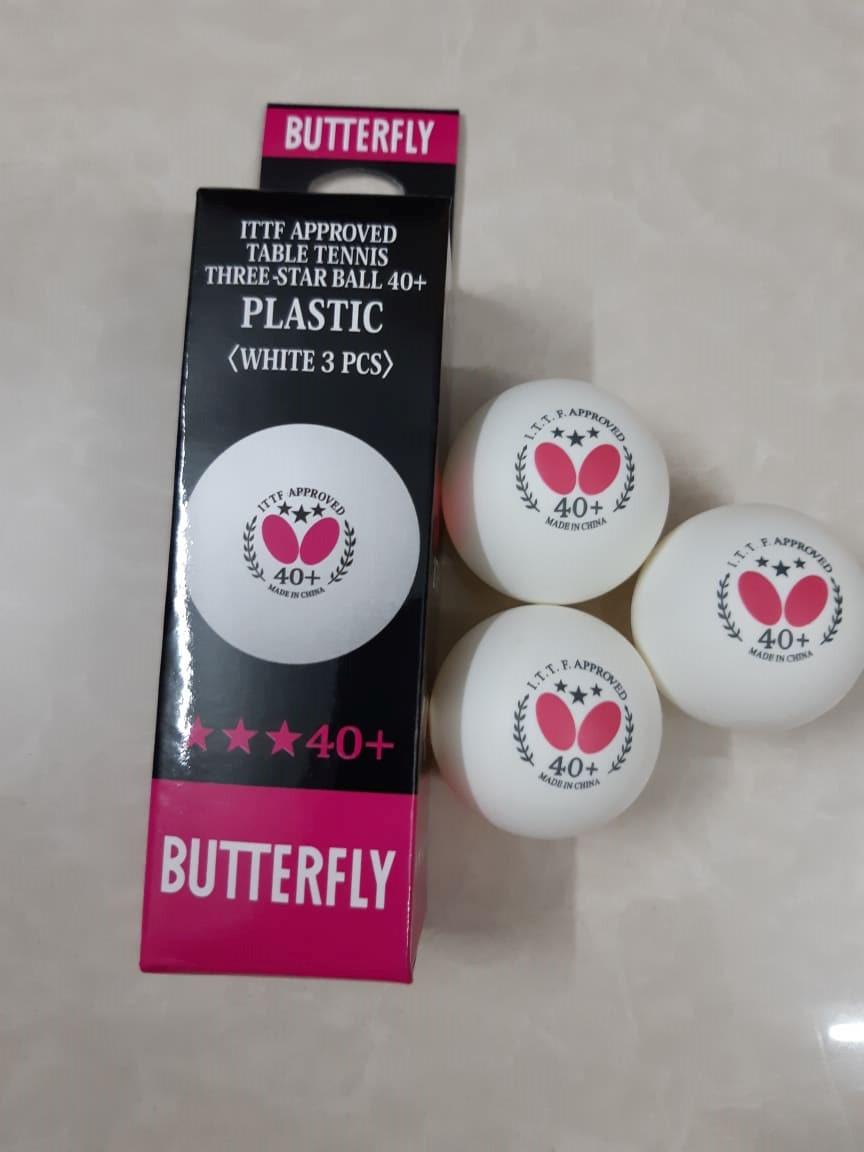 BUTTERFLY
ITTF APPROVED
TABLE TENNIS
THREE-STAR BALL 40+
PLASTIC
〈WHITE 3 PCS〉
ITTF APPROVED
40+
MADE IN CHINA
★★★40+
BUTTERFLY
I.T.T.F. APPROVED
40+
MADE IN CHINA
I.T.T.F. APPROVED
40+
MADE IN CHINA
I.T.T.F. APPROVED
40+
MADE IN CHINA